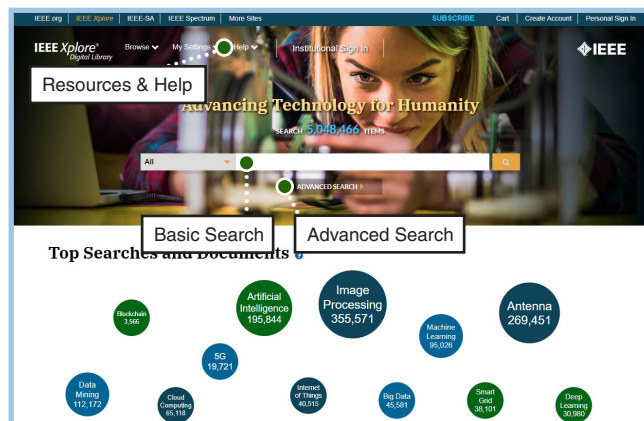 IEEE.org IEEE Xplore IEEE-SA IEEE Spectrum More Sites SUBSCRIBE Cart Create Account Personal Sign In
IEEE Xplore®
Digital Library
Browse My Settings Help Institutional Sign In
IEEE
Resources & Help
Advancing Technology for Humanity
SEARCH 5,048,466 ITEMS
All
ADVANCED SEARCH
Basic Search
Advanced Search
Top Searches and Documents
Blockchain
3,566
Artificial
Intelligence
195,844
Image
Processing
355,571
Machine
Learning
95,026
Antenna
269,451
5G
19,721
Data
Mining
112,172
Cloud
Computing
65,118
Internet
of Things
40,515
Big Data
45,581
Smart
Grid
38,101
Deep
Learning
30,980